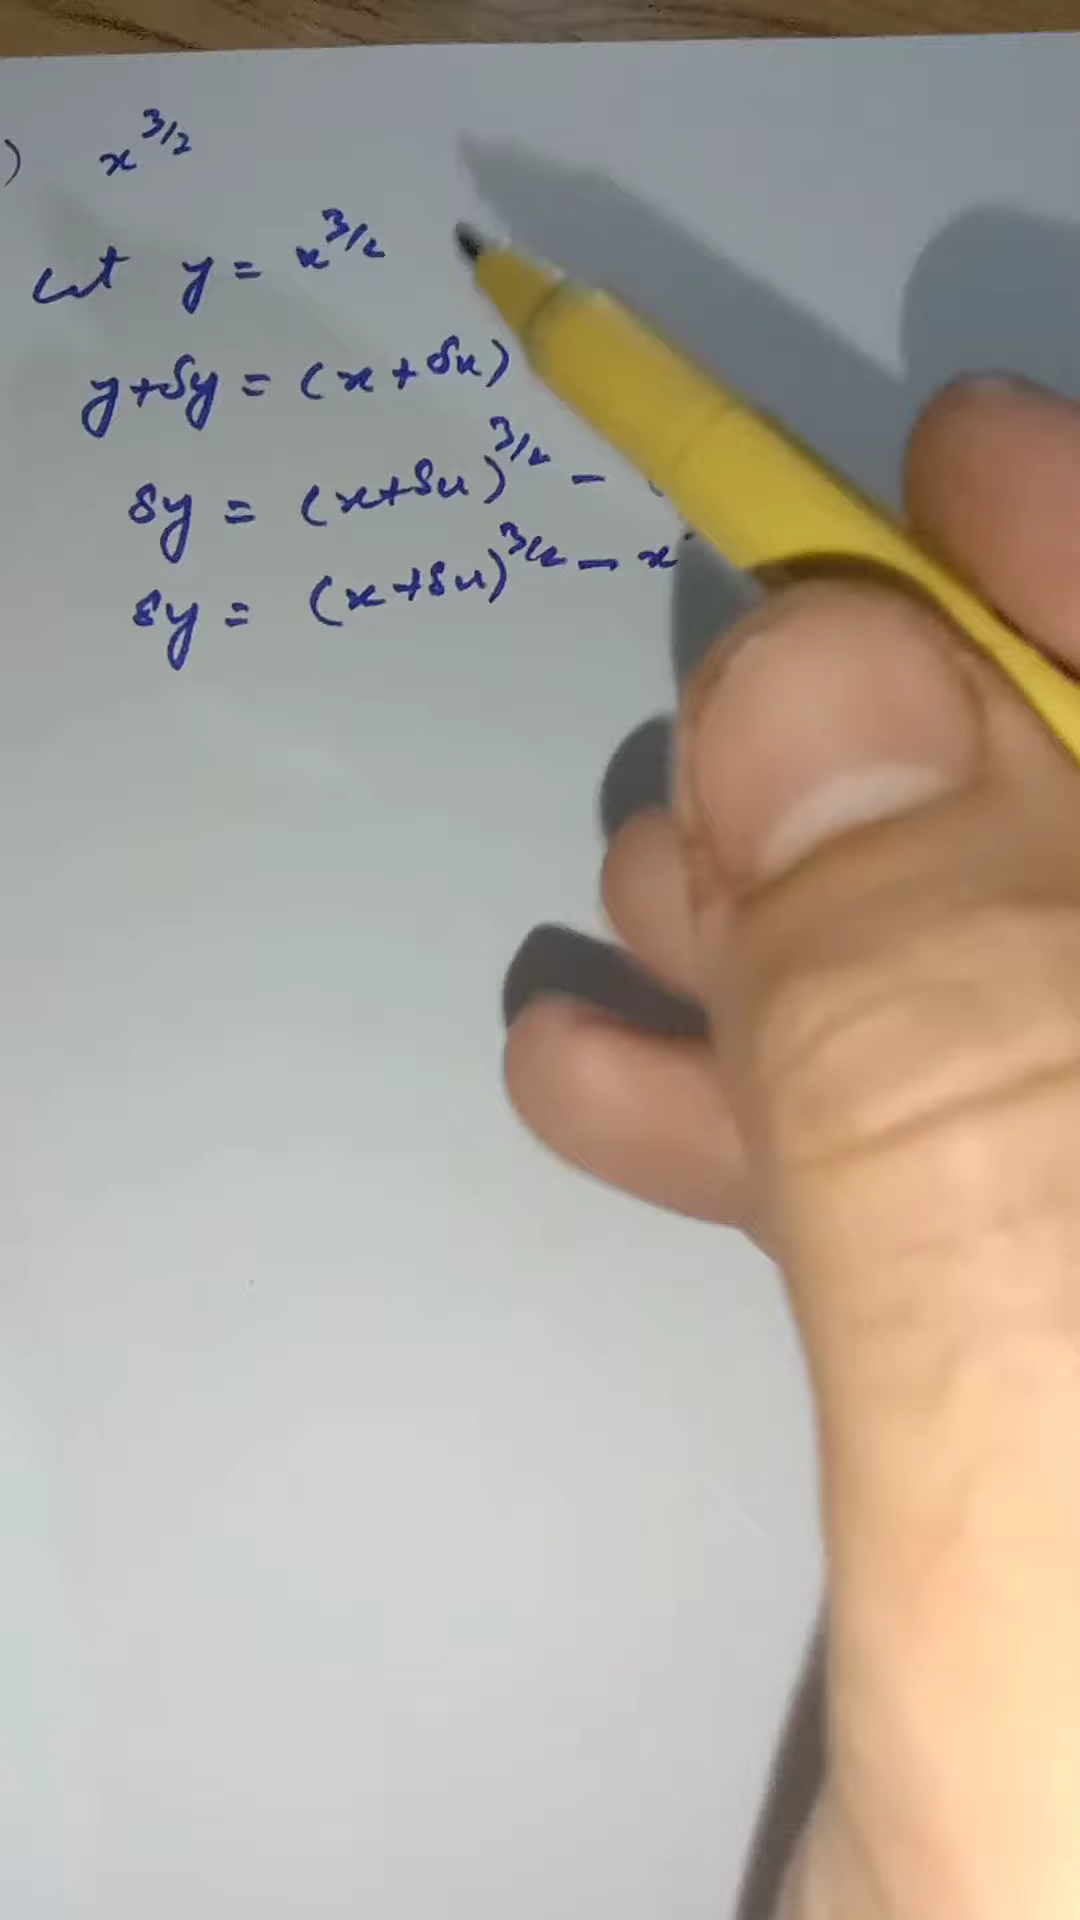 ) x^3/2
Let y = x^3/2
y+δy = (x+δx)
δy = (x+δx)^3/2 -
δy = (x+δx)^3/2 - x